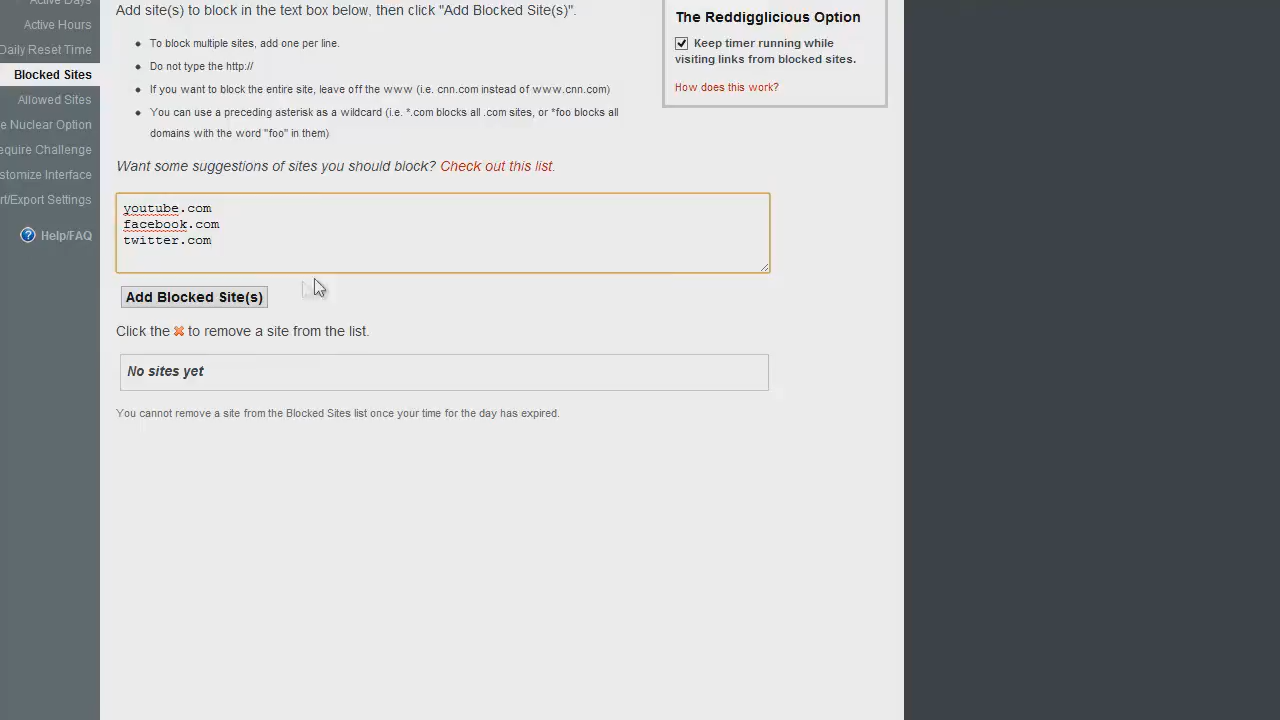 Active Days
Active Hours
Daily Reset Time
Blocked Sites
Allowed Sites
e Nuclear Option
equire Challenge
stomize Interface
rt/Export Settings
Help/FAQ
Add site(s) to block in the text box below, then click "Add Blocked Site(s)".
To block multiple sites, add one per line.
Do not type the http://
If you want to block the entire site, leave off the www (i.e. cnn.com instead of www.cnn.com)
You can use a preceding asterisk as a wildcard (i.e. *.com blocks all .com sites, or *foo blocks all
domains with the word "foo" in them)
Want some suggestions of sites you should block? Check out this list.
youtube.com
facebook.com
twitter.com
Add Blocked Site(s)
Click the to remove a site from the list.
No sites yet
You cannot remove a site from the Blocked Sites list once your time for the day has expired.
The Reddigglicious Option
Keep timer running while
visiting links from blocked sites.
How does this work?